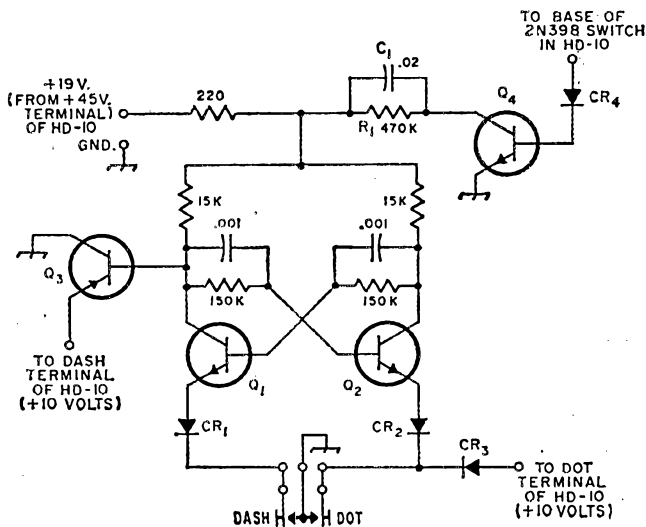 TO BASE OF
2N398 SWITCH
IN HD-10
C1 .02
+19 V.
(FROM +45V.
TERMINAL)
OF HD-10
220
Q4
CR4
R1 470K
GND.
15K
15K
.001
.001
Q3
150K
150K
TO DASH
TERMINAL
OF HD-10
(+10 VOLTS)
Q1
Q2
CR1
CR2
CR3
TO DOT
TERMINAL
OF HD-10
(+10 VOLTS)
DASH
DOT